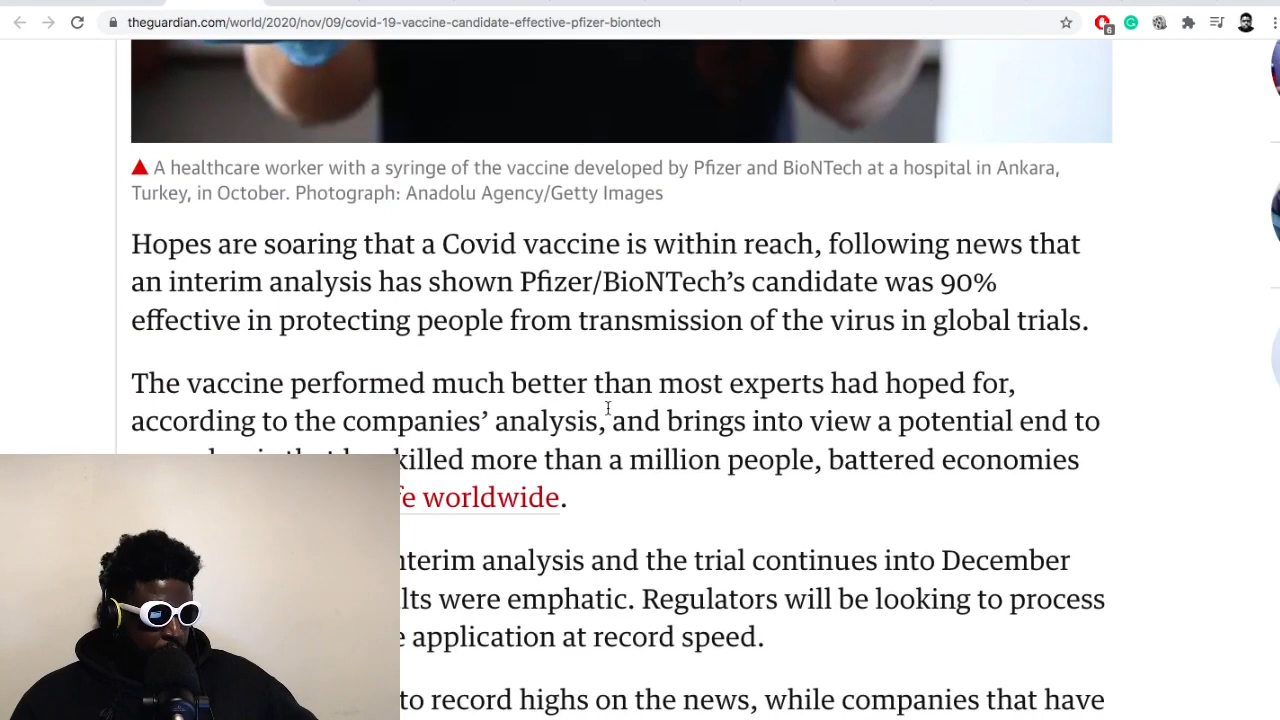 theguardian.com/world/2020/nov/09/covid-19-vaccine-candidate-effective-pfizer-biontech
6
A healthcare worker with a syringe of the vaccine developed by Pfizer and BioNTech at a hospital in Ankara,
Turkey, in October. Photograph: Anadolu Agency/Getty Images
Hopes are soaring that a Covid vaccine is within reach, following news that
an interim analysis has shown Pfizer/BioNTech’s candidate was 90%
effective in protecting people from transmission of the virus in global trials.
The vaccine performed much better than most experts had hoped for,
according to the companies’ analysis, and brings into view a potential end to
killed more than a million people, battered economies
worldwide.
interim analysis and the trial continues into December
were emphatic. Regulators will be looking to process
application at record speed.
to record highs on the news, while companies that have